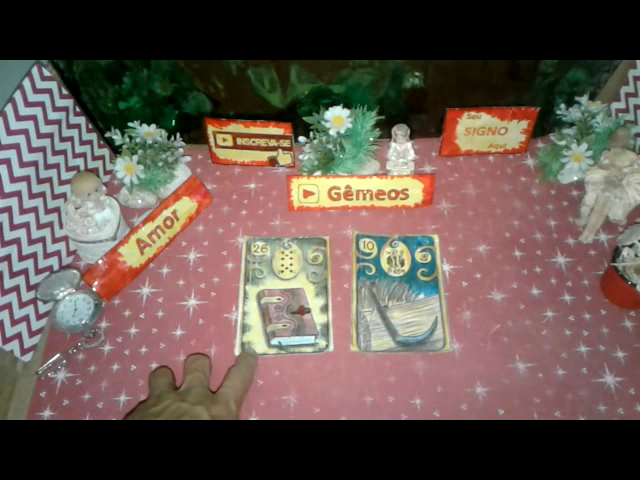 INSCREVA-SE
Seu
SIGNO
Aqui
Gêmeos
Amor
26
10